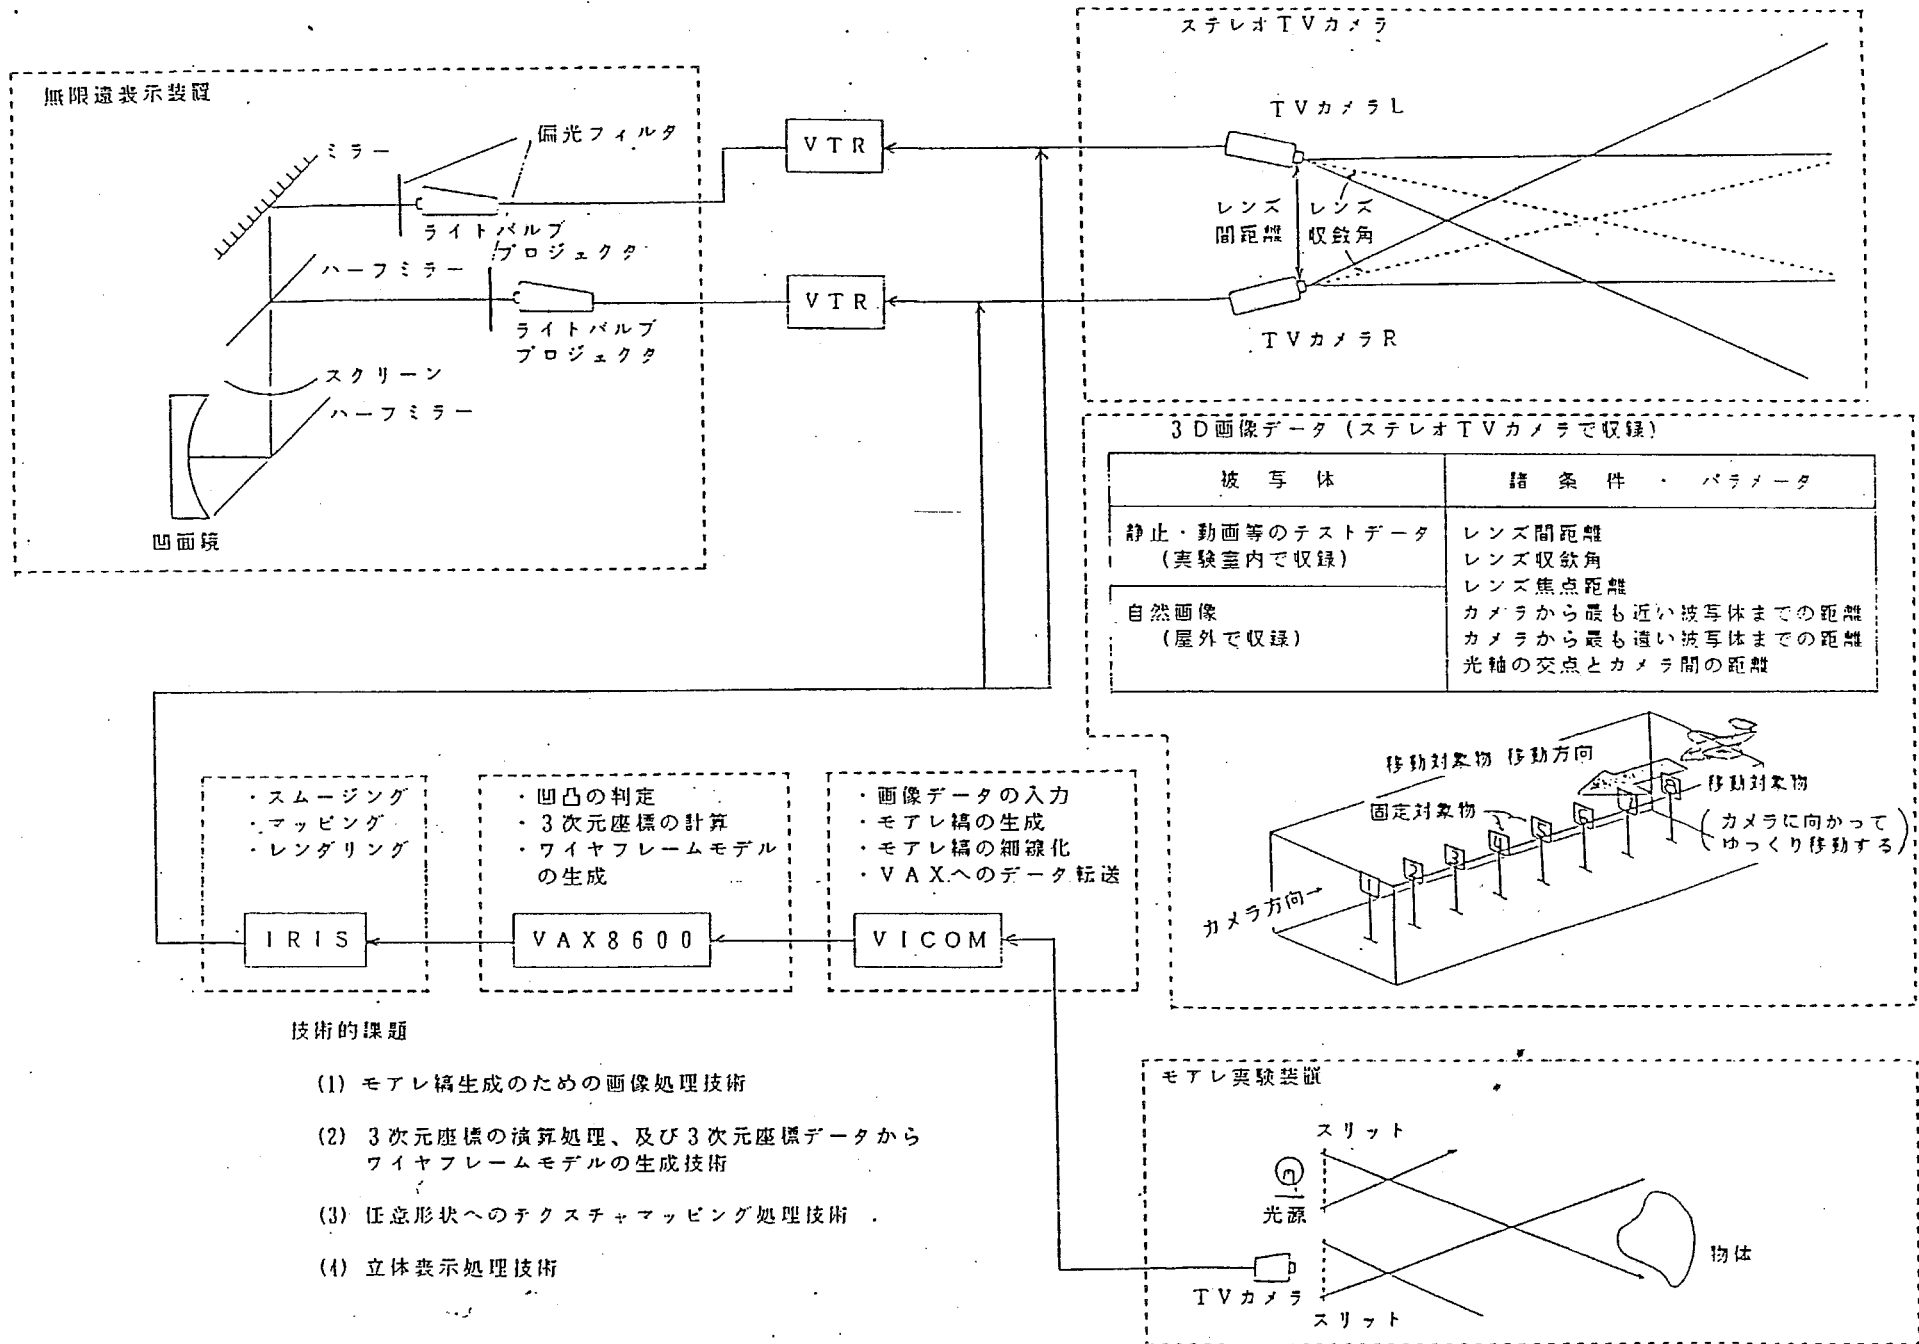 無限遠表示装置
ミラー
偏光フィルタ
ライトバルブ
プロジェクタ
ハーフミラー
ライトバルブ
プロジェクタ
スクリーン
ハーフミラー
凹面鏡
VTR
VTR
ステレオTVカメラ
TVカメラL
レンズ
間距離
レンズ
収斂角
TVカメラR
3D画像データ(ステレオTVカメラで収録)
被写体
諸条件・パラメータ
静止・動画等のテストデータ
(実験室内で収録)
自然画像
(屋外で収録)
レンズ間距離
レンズ収斂角
レンズ焦点距離
カメラから最も近い被写体までの距離
カメラから最も遠い被写体までの距離
光軸の交点とカメラ間の距離
移動対象物 移動方向
移動対象物
固定対象物
(カメラに向かって
ゆっくり移動する)
1
2
3
4
5
6
7
8
カメラ方向→
・スムージング
・マッピング
・レンダリング
IRIS
・凹凸の判定
・3次元座標の計算
・ワイヤフレームモデル
の生成
VAX8600
・画像データの入力
・モアレ縞の生成
・モアレ縞の細線化
・VAXへのデータ転送
VICOM
技術的課題
(1) モアレ縞生成のための画像処理技術
(2) 3次元座標の演算処理、及び3次元座標データから
ワイヤフレームモデルの生成技術
(3) 任意形状へのテクスチャマッピング処理技術
(4) 立体表示処理技術
モアレ実験装置
スリット
光源
物体
TVカメラ
スリット